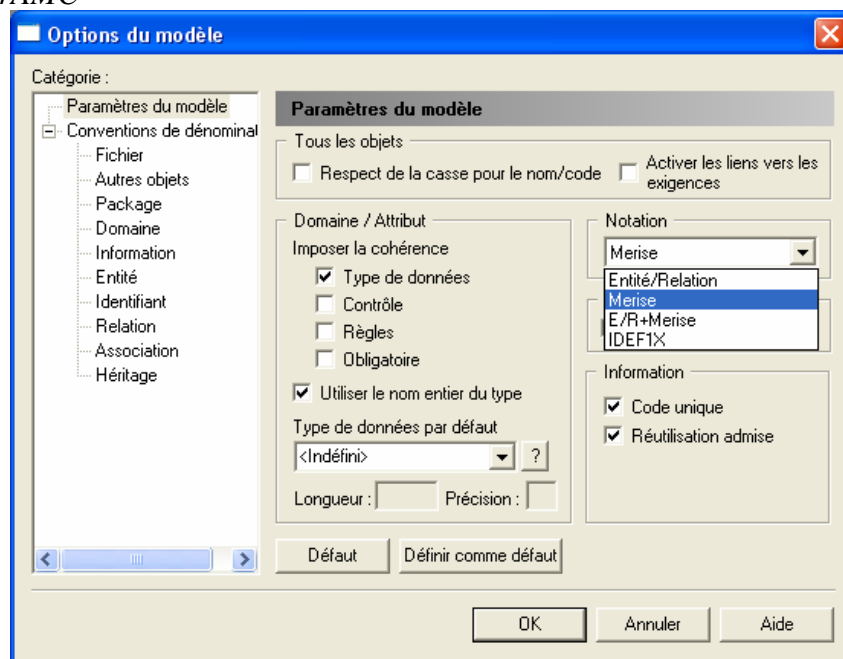 /AMC
Options du modèle
Catégorie :
Paramètres du modèle
Conventions de dénominat
Fichier
Autres objets
Package
Domaine
Information
Entité
Identifiant
Relation
Association
Héritage
Paramètres du modèle
Tous les objets
Respect de la casse pour le nom/code
Activer les liens vers les
exigences
Domaine / Attribut
Imposer la cohérence
Type de données
Contrôle
Règles
Obligatoire
Utiliser le nom entier du type
Type de données par défaut
<Indéfini>
?
Longueur :
Précision :
Notation
Merise
Entité/Relation
Merise
E/R+Merise
IDEF1X
Information
Code unique
Réutilisation admise
Défaut
Définir comme défaut
OK
Annuler
Aide